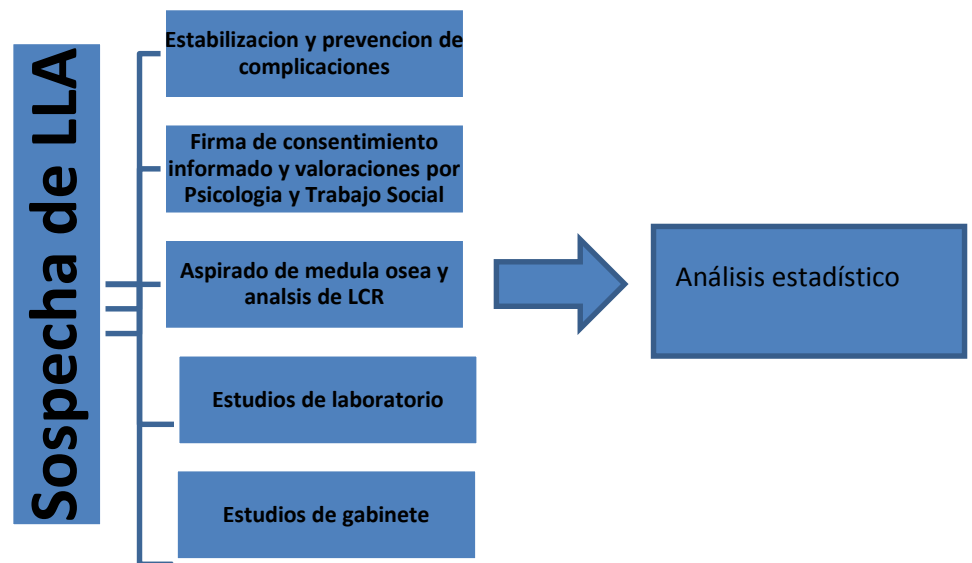 Sospecha de LLA
Estabilizacion y prevencion de
complicaciones
Firma de consentimiento
informado y valoraciones por
Psicologia y Trabajo Social
Aspirado de medula osea y
analsis de LCR
Estudios de laboratorio
Estudios de gabinete
Análisis estadístico